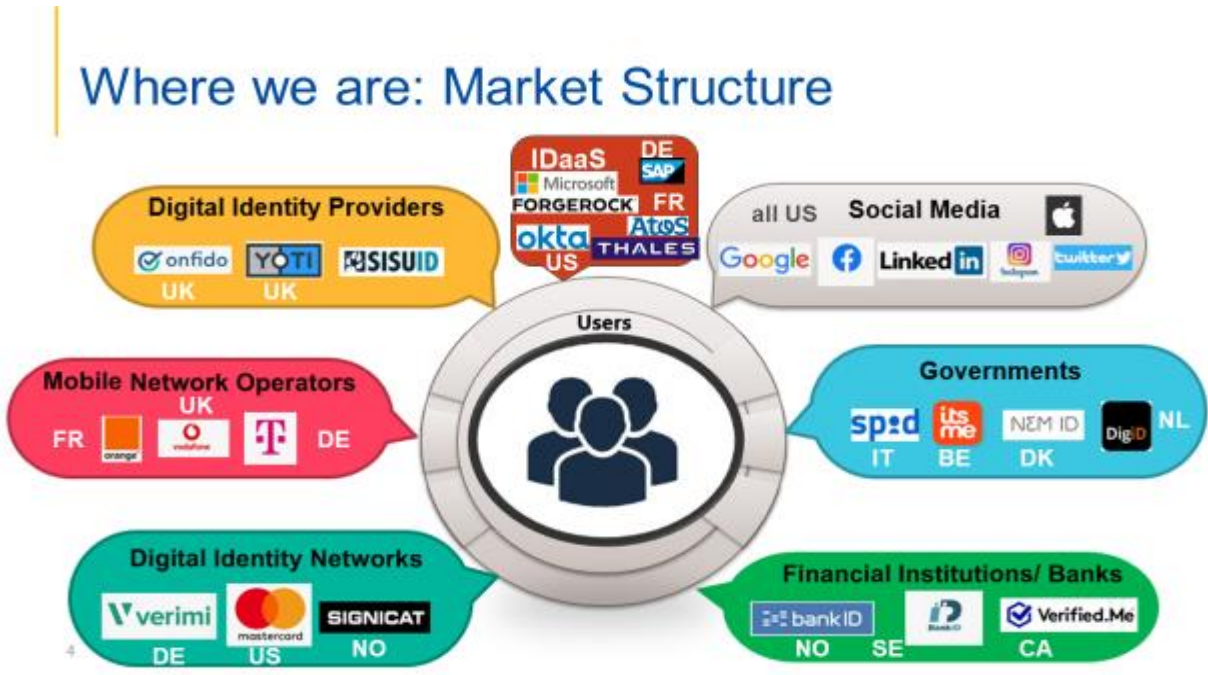 Where we are: Market Structure
IDaaS DE
Microsoft SAP
FORGEROCK FR
okta Atos
US THALES
Digital Identity Providers
onfido YOTI SISUID
UK UK
all US Social Media
Google LinkedIn Instagram twitter
Users
Mobile Network Operators
UK
FR orange vodafone T DE
Governments
spid itsme NEM ID DigiD NL
IT BE DK
Digital Identity Networks
verimi mastercard SIGNICAT
DE US NO
Financial Institutions/ Banks
bankID BankID Verified.Me
NO SE CA
4